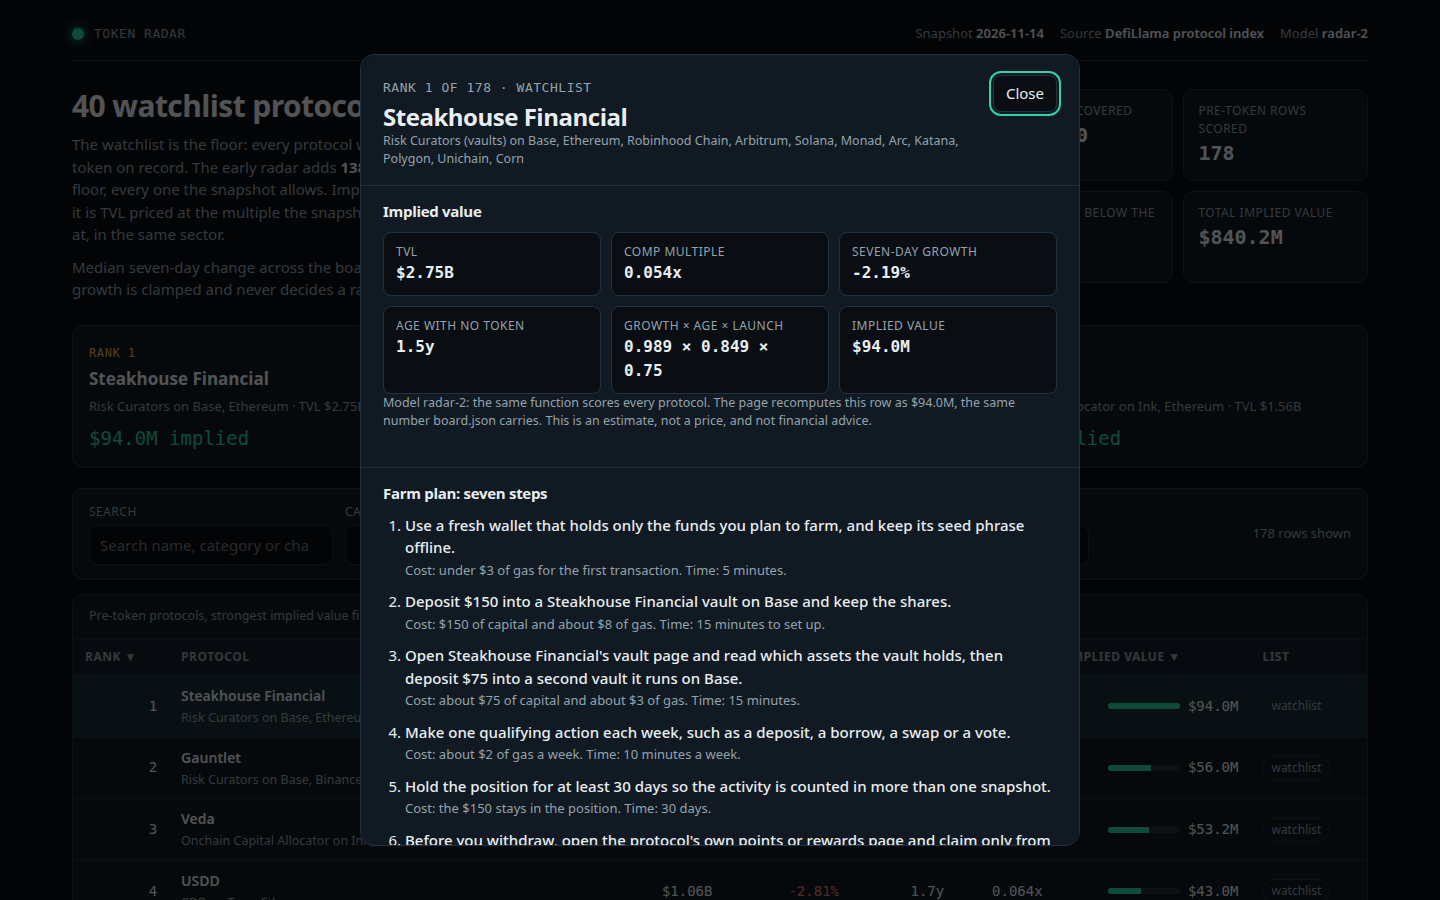 TOKEN RADAR
Snapshot 2026-11-14 Source DefiLlama protocol index Model radar-2
40 watchlist protoco
The watchlist is the floor: every protocol
token on record. The early radar adds 138
floor, every one the snapshot allows. Imp
it is TVL priced at the multiple the snapsh
at, in the same sector.
Median seven-day change across the boa
growth is clamped and never decides a ra
COVERED
0
PRE-TOKEN ROWS
SCORED
178
BELOW THE
TOTAL IMPLIED VALUE
$840.2M
RANK 1
Steakhouse Financial
Risk Curators on Base, Ethereum · TVL $2.75
$94.0M implied
ocator on Ink, Ethereum · TVL $1.56B
lied
SEARCH
CA
Search name, category or cha
178 rows shown
Pre-token protocols, strongest implied value fi
RANK ▼ PROTOCOL
MPLIED VALUE ▼ LIST
1 Steakhouse Financial
Risk Curators on Base, Ethereu
$94.0M watchlist
2 Gauntlet
Risk Curators on Base, Binance
$56.0M watchlist
3 Veda
Onchain Capital Allocator on In
$53.2M watchlist
4 USDD
$1.06B -2.81% 1.7y 0.064x $43.0M watchlist
RANK 1 OF 178 · WATCHLIST
Close
Steakhouse Financial
Risk Curators (vaults) on Base, Ethereum, Robinhood Chain, Arbitrum, Solana, Monad, Arc, Katana,
Polygon, Unichain, Corn
Implied value
TVL
$2.75B
COMP MULTIPLE
0.054x
SEVEN-DAY GROWTH
-2.19%
AGE WITH NO TOKEN
1.5y
GROWTH × AGE × LAUNCH
0.989 × 0.849 ×
0.75
IMPLIED VALUE
$94.0M
Model radar-2: the same function scores every protocol. The page recomputes this row as $94.0M, the same
number board.json carries. This is an estimate, not a price, and not financial advice.
Farm plan: seven steps
1. Use a fresh wallet that holds only the funds you plan to farm, and keep its seed phrase
offline.
Cost: under $3 of gas for the first transaction. Time: 5 minutes.
2. Deposit $150 into a Steakhouse Financial vault on Base and keep the shares.
Cost: $150 of capital and about $8 of gas. Time: 15 minutes to set up.
3. Open Steakhouse Financial's vault page and read which assets the vault holds, then
deposit $75 into a second vault it runs on Base.
Cost: about $75 of capital and about $3 of gas. Time: 15 minutes.
4. Make one qualifying action each week, such as a deposit, a borrow, a swap or a vote.
Cost: about $2 of gas a week. Time: 10 minutes a week.
5. Hold the position for at least 30 days so the activity is counted in more than one snapshot.
Cost: the $150 stays in the position. Time: 30 days.
6. Before you withdraw, open the protocol's own points or rewards page and claim only from